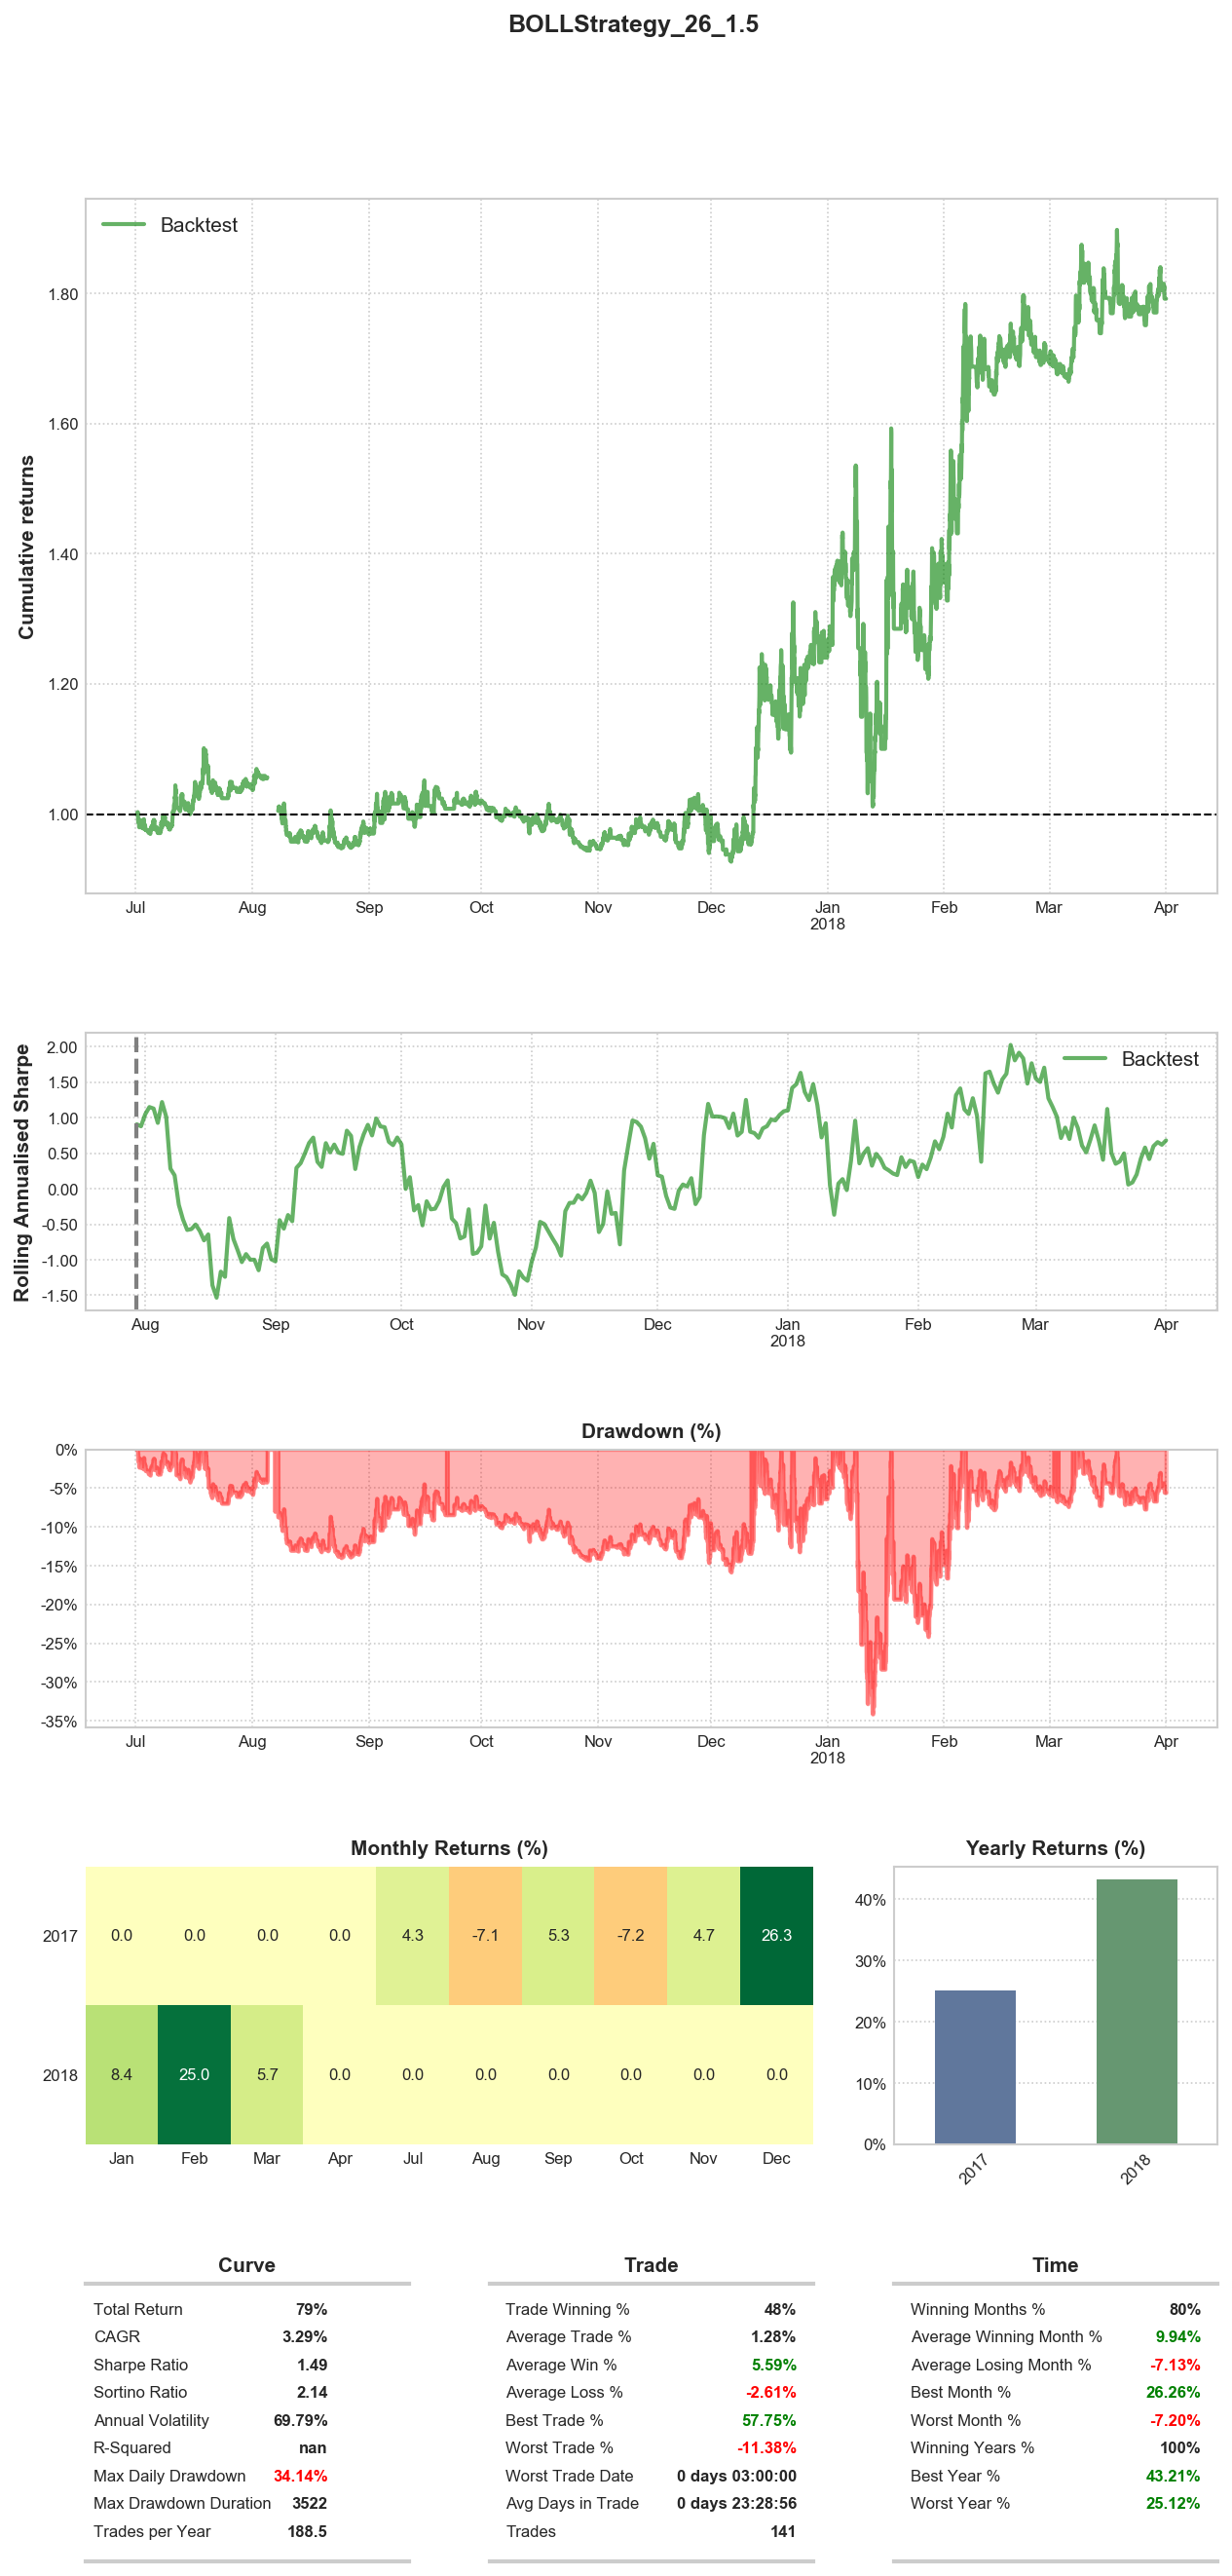 BOLLStrategy_26_1.5
Backtest
Cumulative returns
1.80
1.60
1.40
1.20
1.00
Jul Aug Sep Oct Nov Dec Jan Feb Mar Apr
2018
Rolling Annualised Sharpe
Backtest
2.00
1.50
1.00
0.50
0.00
-0.50
-1.00
-1.50
Aug Sep Oct Nov Dec Jan Feb Mar Apr
2018
Drawdown (%)
0%
-5%
-10%
-15%
-20%
-25%
-30%
-35%
Jul Aug Sep Oct Nov Dec Jan Feb Mar Apr
2018
Monthly Returns (%)
2017 0.0 0.0 0.0 0.0 4.3 -7.1 5.3 -7.2 4.7 26.3
2018 8.4 25.0 5.7 0.0 0.0 0.0 0.0 0.0 0.0 0.0
Jan Feb Mar Apr Jul Aug Sep Oct Nov Dec
Yearly Returns (%)
40%
30%
20%
10%
0%
2017 2018
Curve
Total Return 79%
CAGR 3.29%
Sharpe Ratio 1.49
Sortino Ratio 2.14
Annual Volatility 69.79%
R-Squared nan
Max Daily Drawdown 34.14%
Max Drawdown Duration 3522
Trades per Year 188.5
Trade
Trade Winning % 48%
Average Trade % 1.28%
Average Win % 5.59%
Average Loss % -2.61%
Best Trade % 57.75%
Worst Trade % -11.38%
Worst Trade Date 0 days 03:00:00
Avg Days in Trade 0 days 23:28:56
Trades 141
Time
Winning Months % 80%
Average Winning Month % 9.94%
Average Losing Month % -7.13%
Best Month % 26.26%
Worst Month % -7.20%
Winning Years % 100%
Best Year % 43.21%
Worst Year % 25.12%